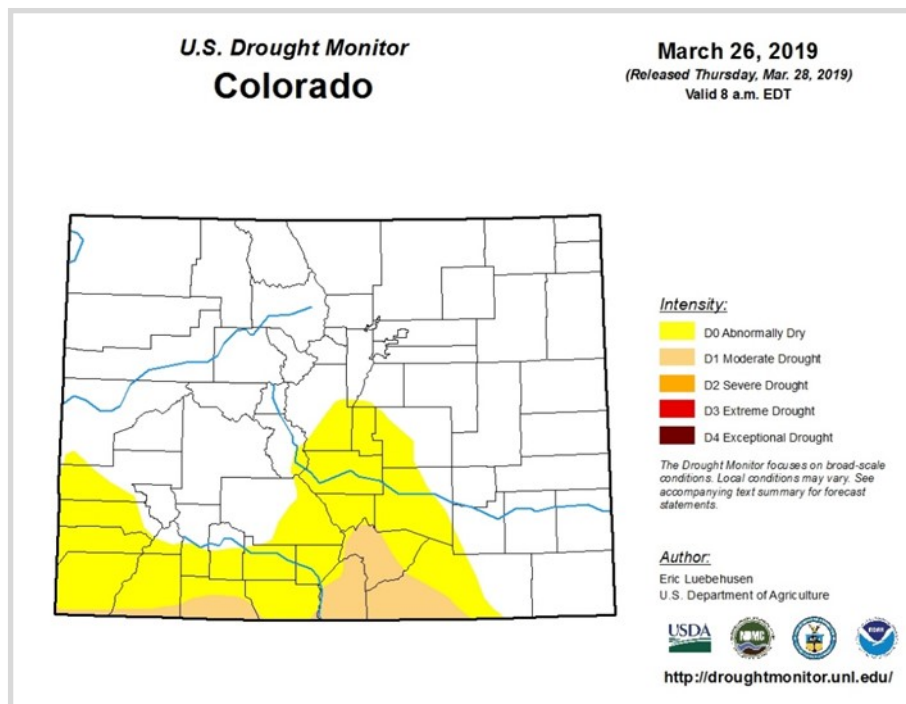 U.S. Drought Monitor
Colorado
March 26, 2019
(Released Thursday, Mar. 28, 2019)
Valid 8 a.m. EDT
Intensity:
D0 Abnormally Dry
D1 Moderate Drought
D2 Severe Drought
D3 Extreme Drought
D4 Exceptional Drought
The Drought Monitor focuses on broad-scale
conditions. Local conditions may vary. See
accompanying text summary for forecast
statements.
Author:
Eric Luebehusen
U.S. Department of Agriculture
USDA
NDMC
http://droughtmonitor.unl.edu/